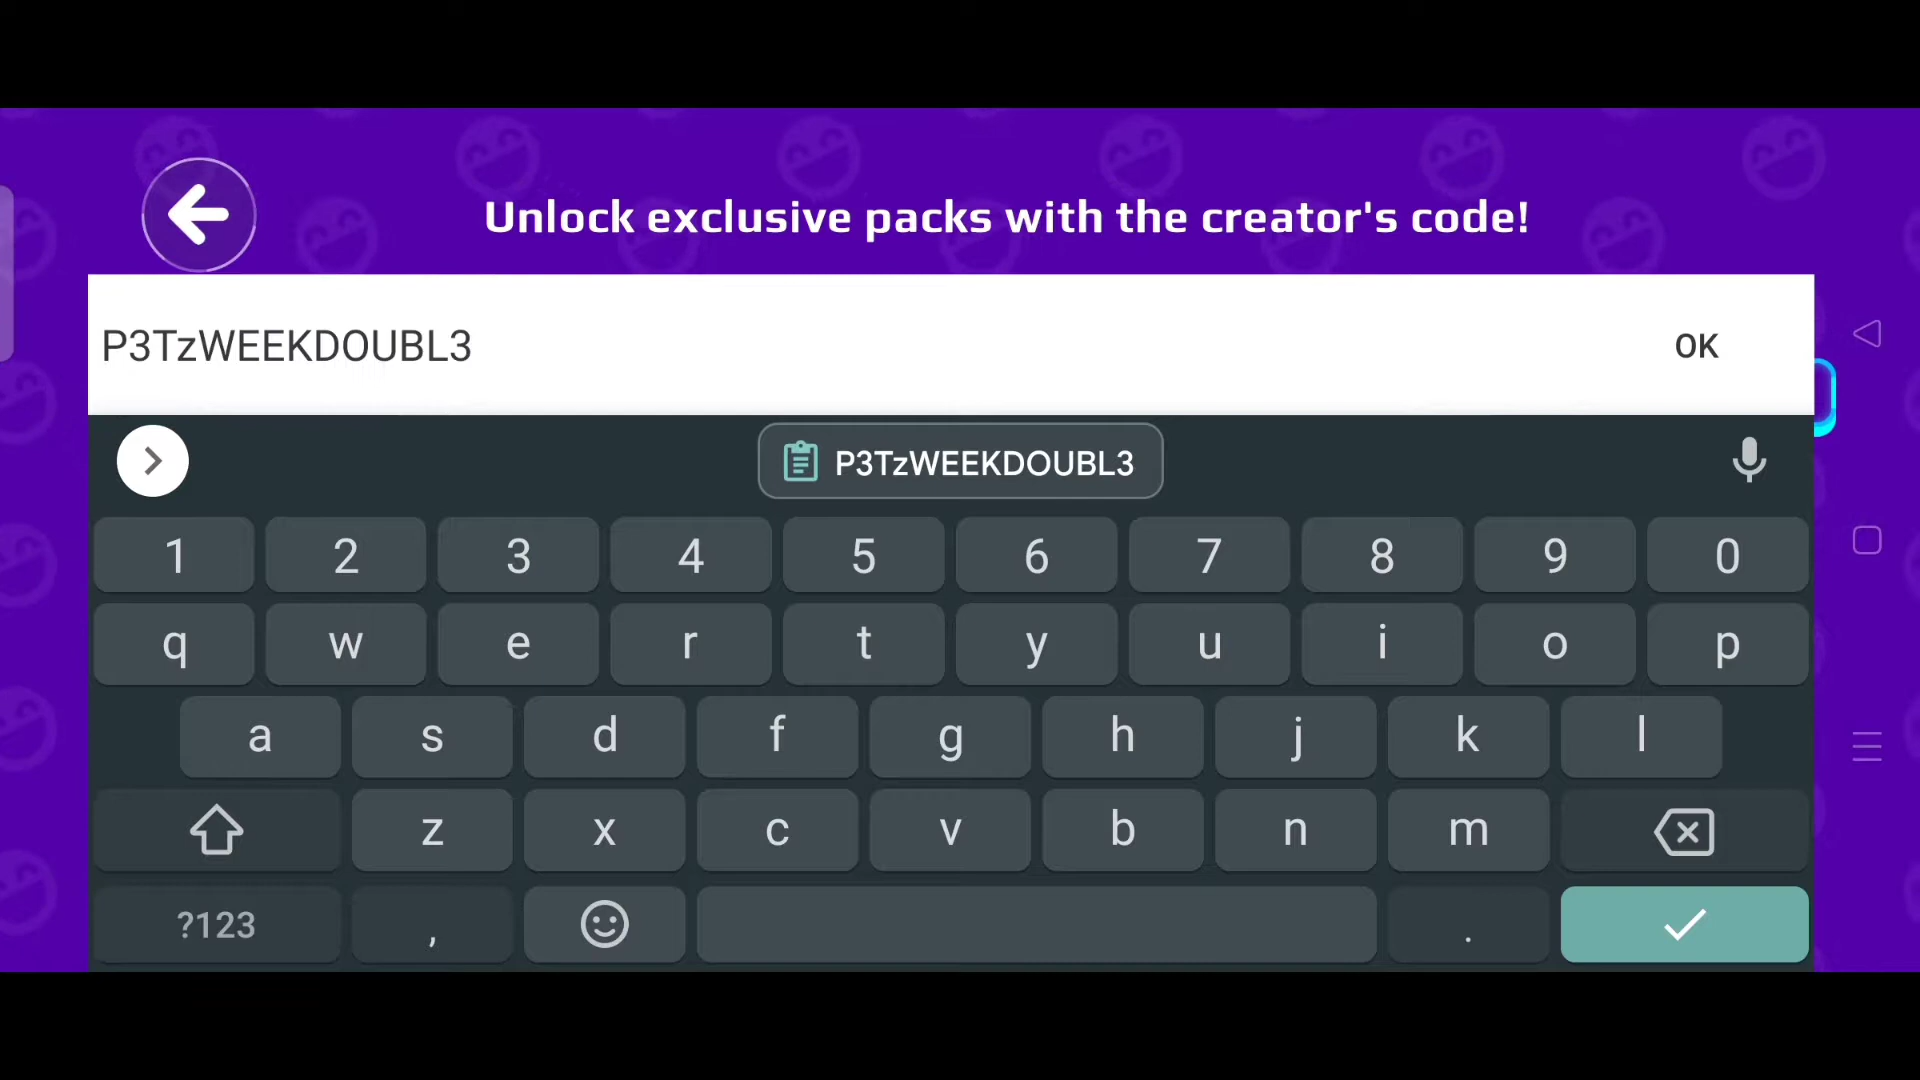 Unlock exclusive packs with the creator's code!
P3TzWEEKDOUBL3
OK
P3TzWEEKDOUBL3
1 2 3 4 5 6 7 8 9 0
q w e r t y u i o p
a s d f g h j k l
z x c v b n m
?123 , .